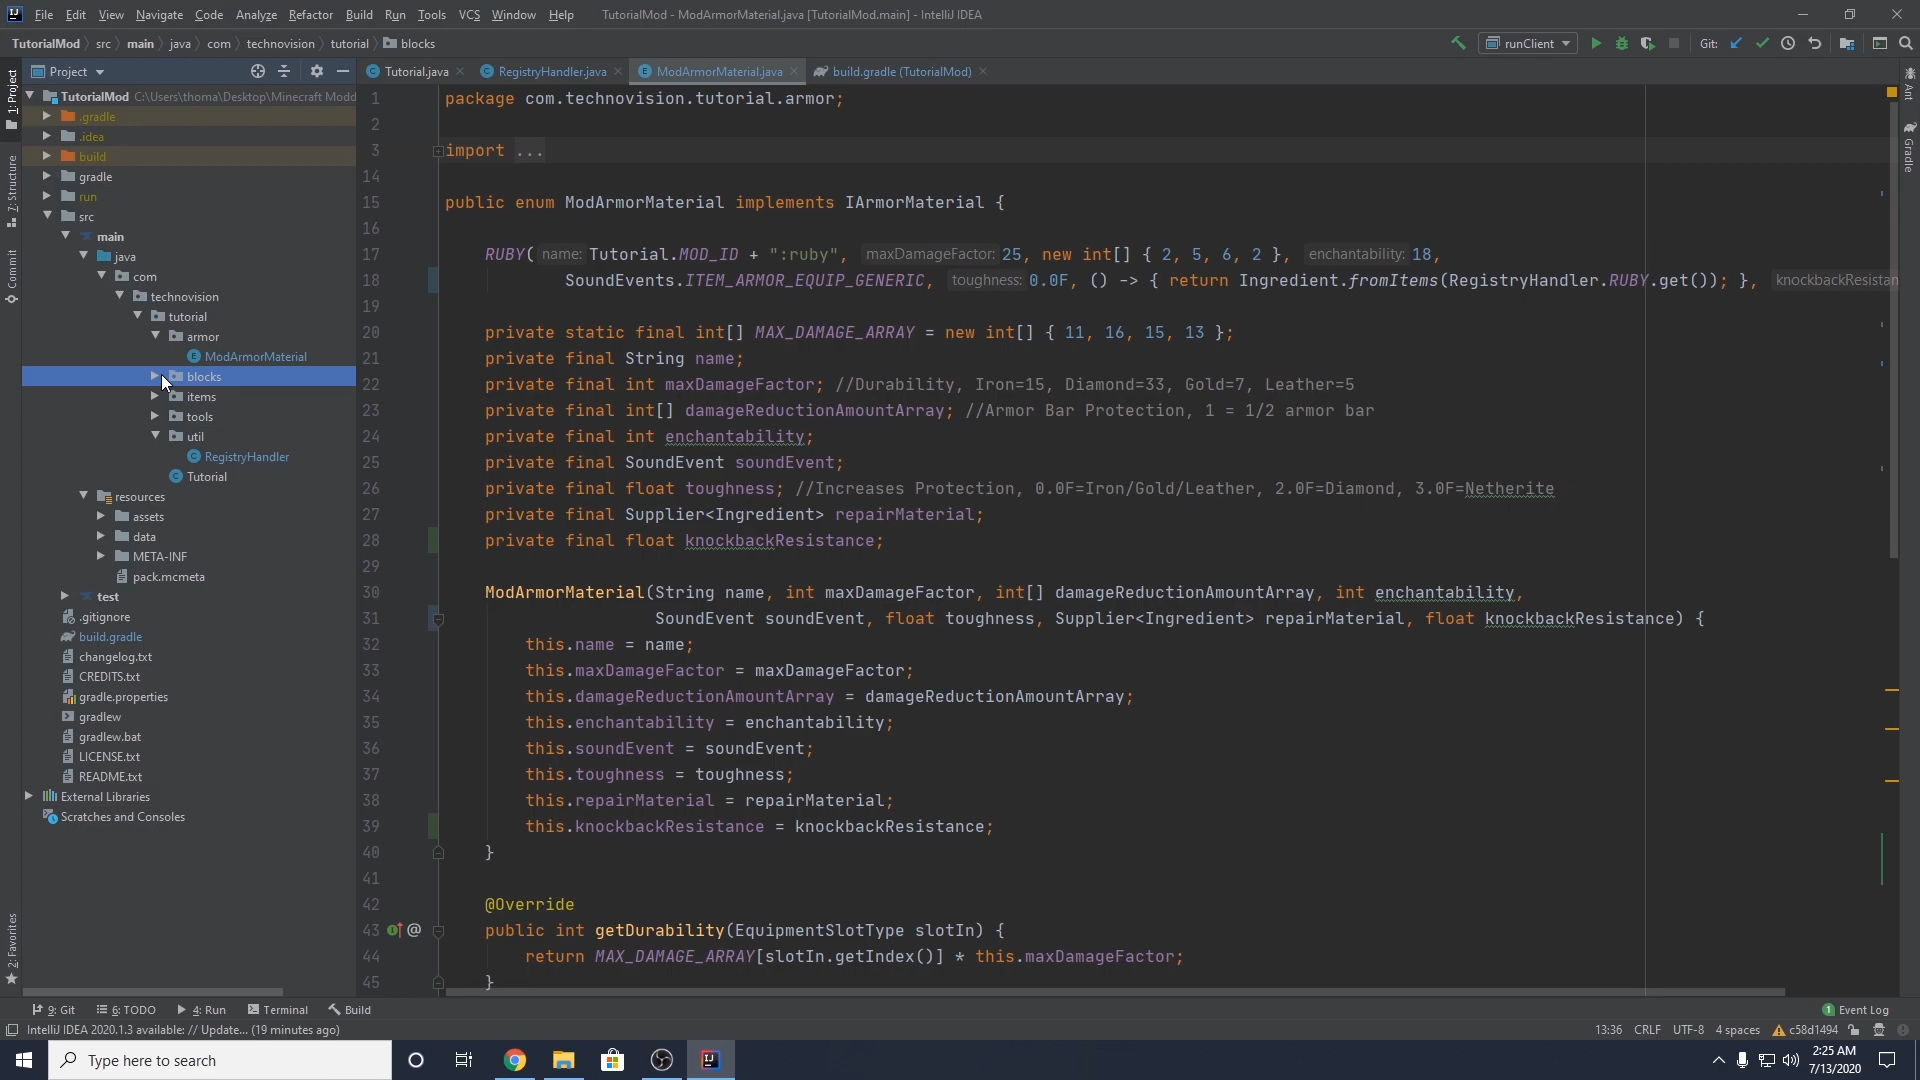 File Edit View Navigate Code Analyze Refactor Build Run Tools VCS Window Help TutorialMod - ModArmorMaterial.java [TutorialMod.main] - IntelliJ IDEA
TutorialMod src main java com technovision tutorial blocks runClient Git:
Project Tutorial.java RegistryHandler.java ModArmorMaterial.java build.gradle (TutorialMod)
1: Project
7: Structure
Commit
2: Favorites
Ant
Gradle
TutorialMod C:\Users\thoma\Desktop\Minecraft Modd
.gradle
.idea
build
gradle
run
src
main
java
com
technovision
tutorial
armor
ModArmorMaterial
blocks
items
tools
util
RegistryHandler
Tutorial
resources
assets
data
META-INF
pack.mcmeta
test
.gitignore
build.gradle
changelog.txt
CREDITS.txt
gradle.properties
gradlew
gradlew.bat
LICENSE.txt
README.txt
External Libraries
Scratches and Consoles
1 package com.technovision.tutorial.armor;
2
3 import ...
14
15 public enum ModArmorMaterial implements IArmorMaterial {
16
17 RUBY( name: Tutorial.MOD_ID + ":ruby", maxDamageFactor: 25, new int[] { 2, 5, 6, 2 }, enchantability: 18,
18 SoundEvents.ITEM_ARMOR_EQUIP_GENERIC, toughness: 0.0F, () -> { return Ingredient.fromItems(RegistryHandler.RUBY.get()); }, knockbackResistan
19
20 private static final int[] MAX_DAMAGE_ARRAY = new int[] { 11, 16, 15, 13 };
21 private final String name;
22 private final int maxDamageFactor; //Durability, Iron=15, Diamond=33, Gold=7, Leather=5
23 private final int[] damageReductionAmountArray; //Armor Bar Protection, 1 = 1/2 armor bar
24 private final int enchantability;
25 private final SoundEvent soundEvent;
26 private final float toughness; //Increases Protection, 0.0F=Iron/Gold/Leather, 2.0F=Diamond, 3.0F=Netherite
27 private final Supplier<Ingredient> repairMaterial;
28 private final float knockbackResistance;
29
30 ModArmorMaterial(String name, int maxDamageFactor, int[] damageReductionAmountArray, int enchantability,
31 SoundEvent soundEvent, float toughness, Supplier<Ingredient> repairMaterial, float knockbackResistance) {
32 this.name = name;
33 this.maxDamageFactor = maxDamageFactor;
34 this.damageReductionAmountArray = damageReductionAmountArray;
35 this.enchantability = enchantability;
36 this.soundEvent = soundEvent;
37 this.toughness = toughness;
38 this.repairMaterial = repairMaterial;
39 this.knockbackResistance = knockbackResistance;
40 }
41
42 @Override
43 @ public int getDurability(EquipmentSlotType slotIn) {
44 return MAX_DAMAGE_ARRAY[slotIn.getIndex()] * this.maxDamageFactor;
45 }
9: Git 6: TODO 4: Run Terminal Build 1 Event Log
IntelliJ IDEA 2020.1.3 available: // Update... (19 minutes ago) 13:36 CRLF UTF-8 4 spaces c58d1494
Type here to search 2:25 AM
7/13/2020